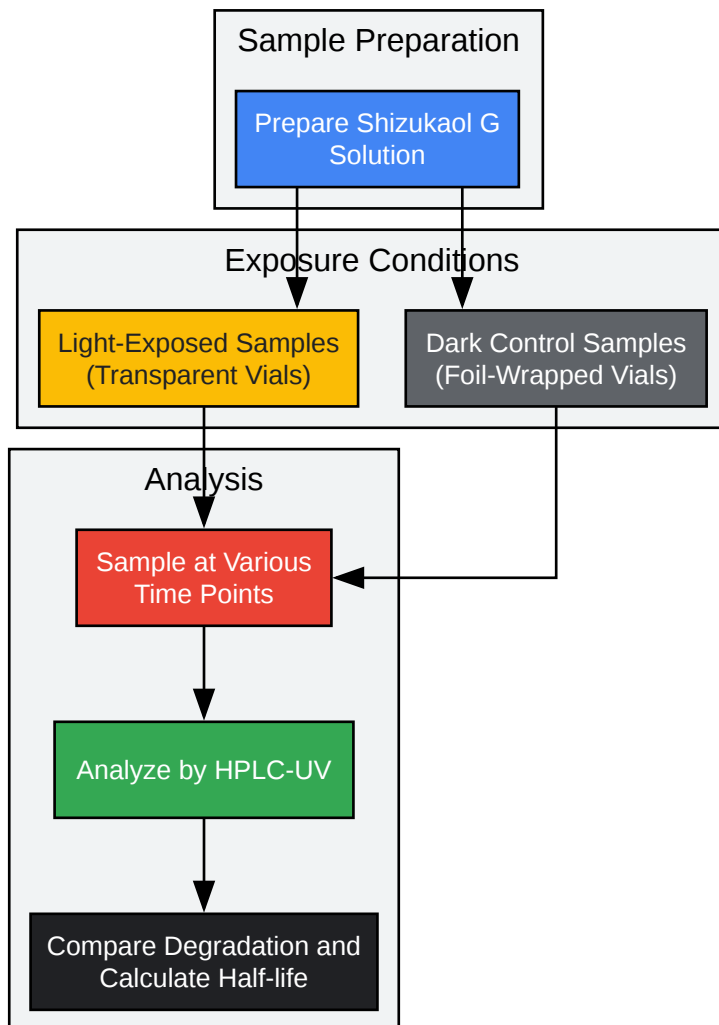 Sample Preparation
Prepare Shizukaol G
Solution
Exposure Conditions
Light-Exposed Samples
(Transparent Vials)
Dark Control Samples
(Foil-Wrapped Vials)
Analysis
Sample at Various
Time Points
Analyze by HPLC-UV
Compare Degradation and
Calculate Half-life